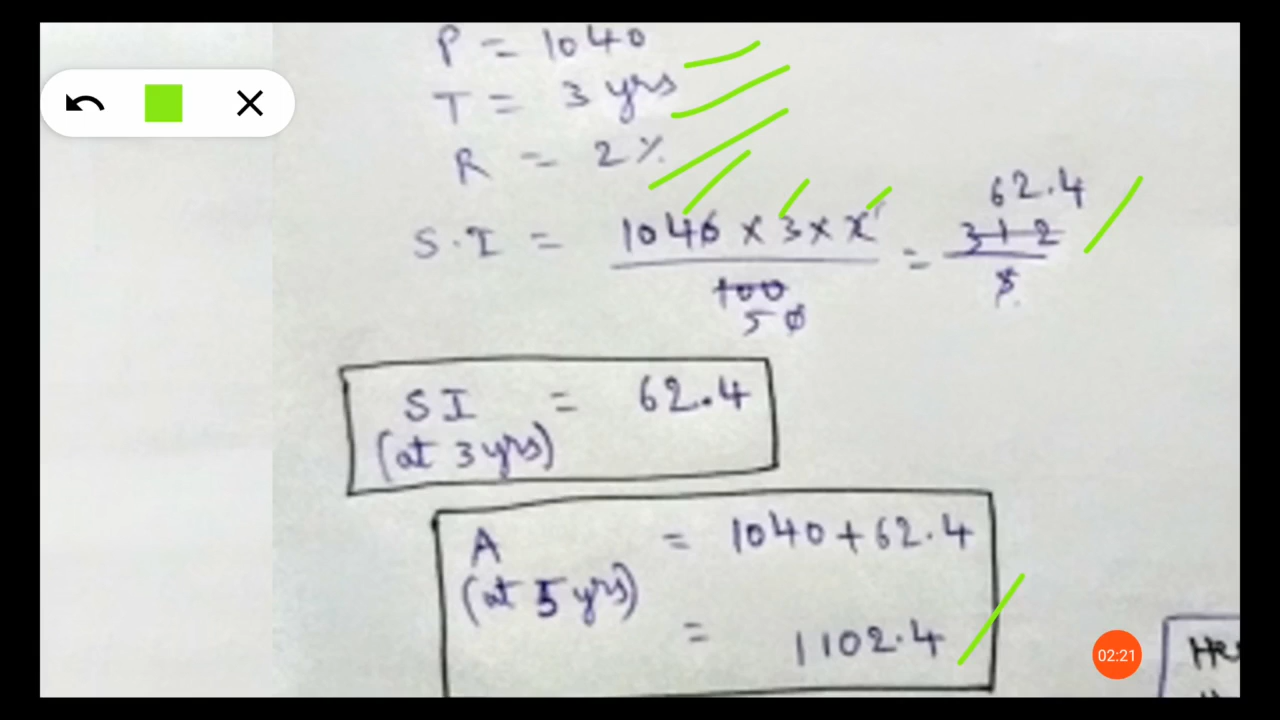 P = 1040
T = 3 yrs
R = 2%
62.4
S.I = 1040 x 3 x 2 1 = 312
100 5
50
SI = 62.4
(at 3 yrs)
A = 1040 + 62.4
(at 5 yrs)
= 1102.4
02:21